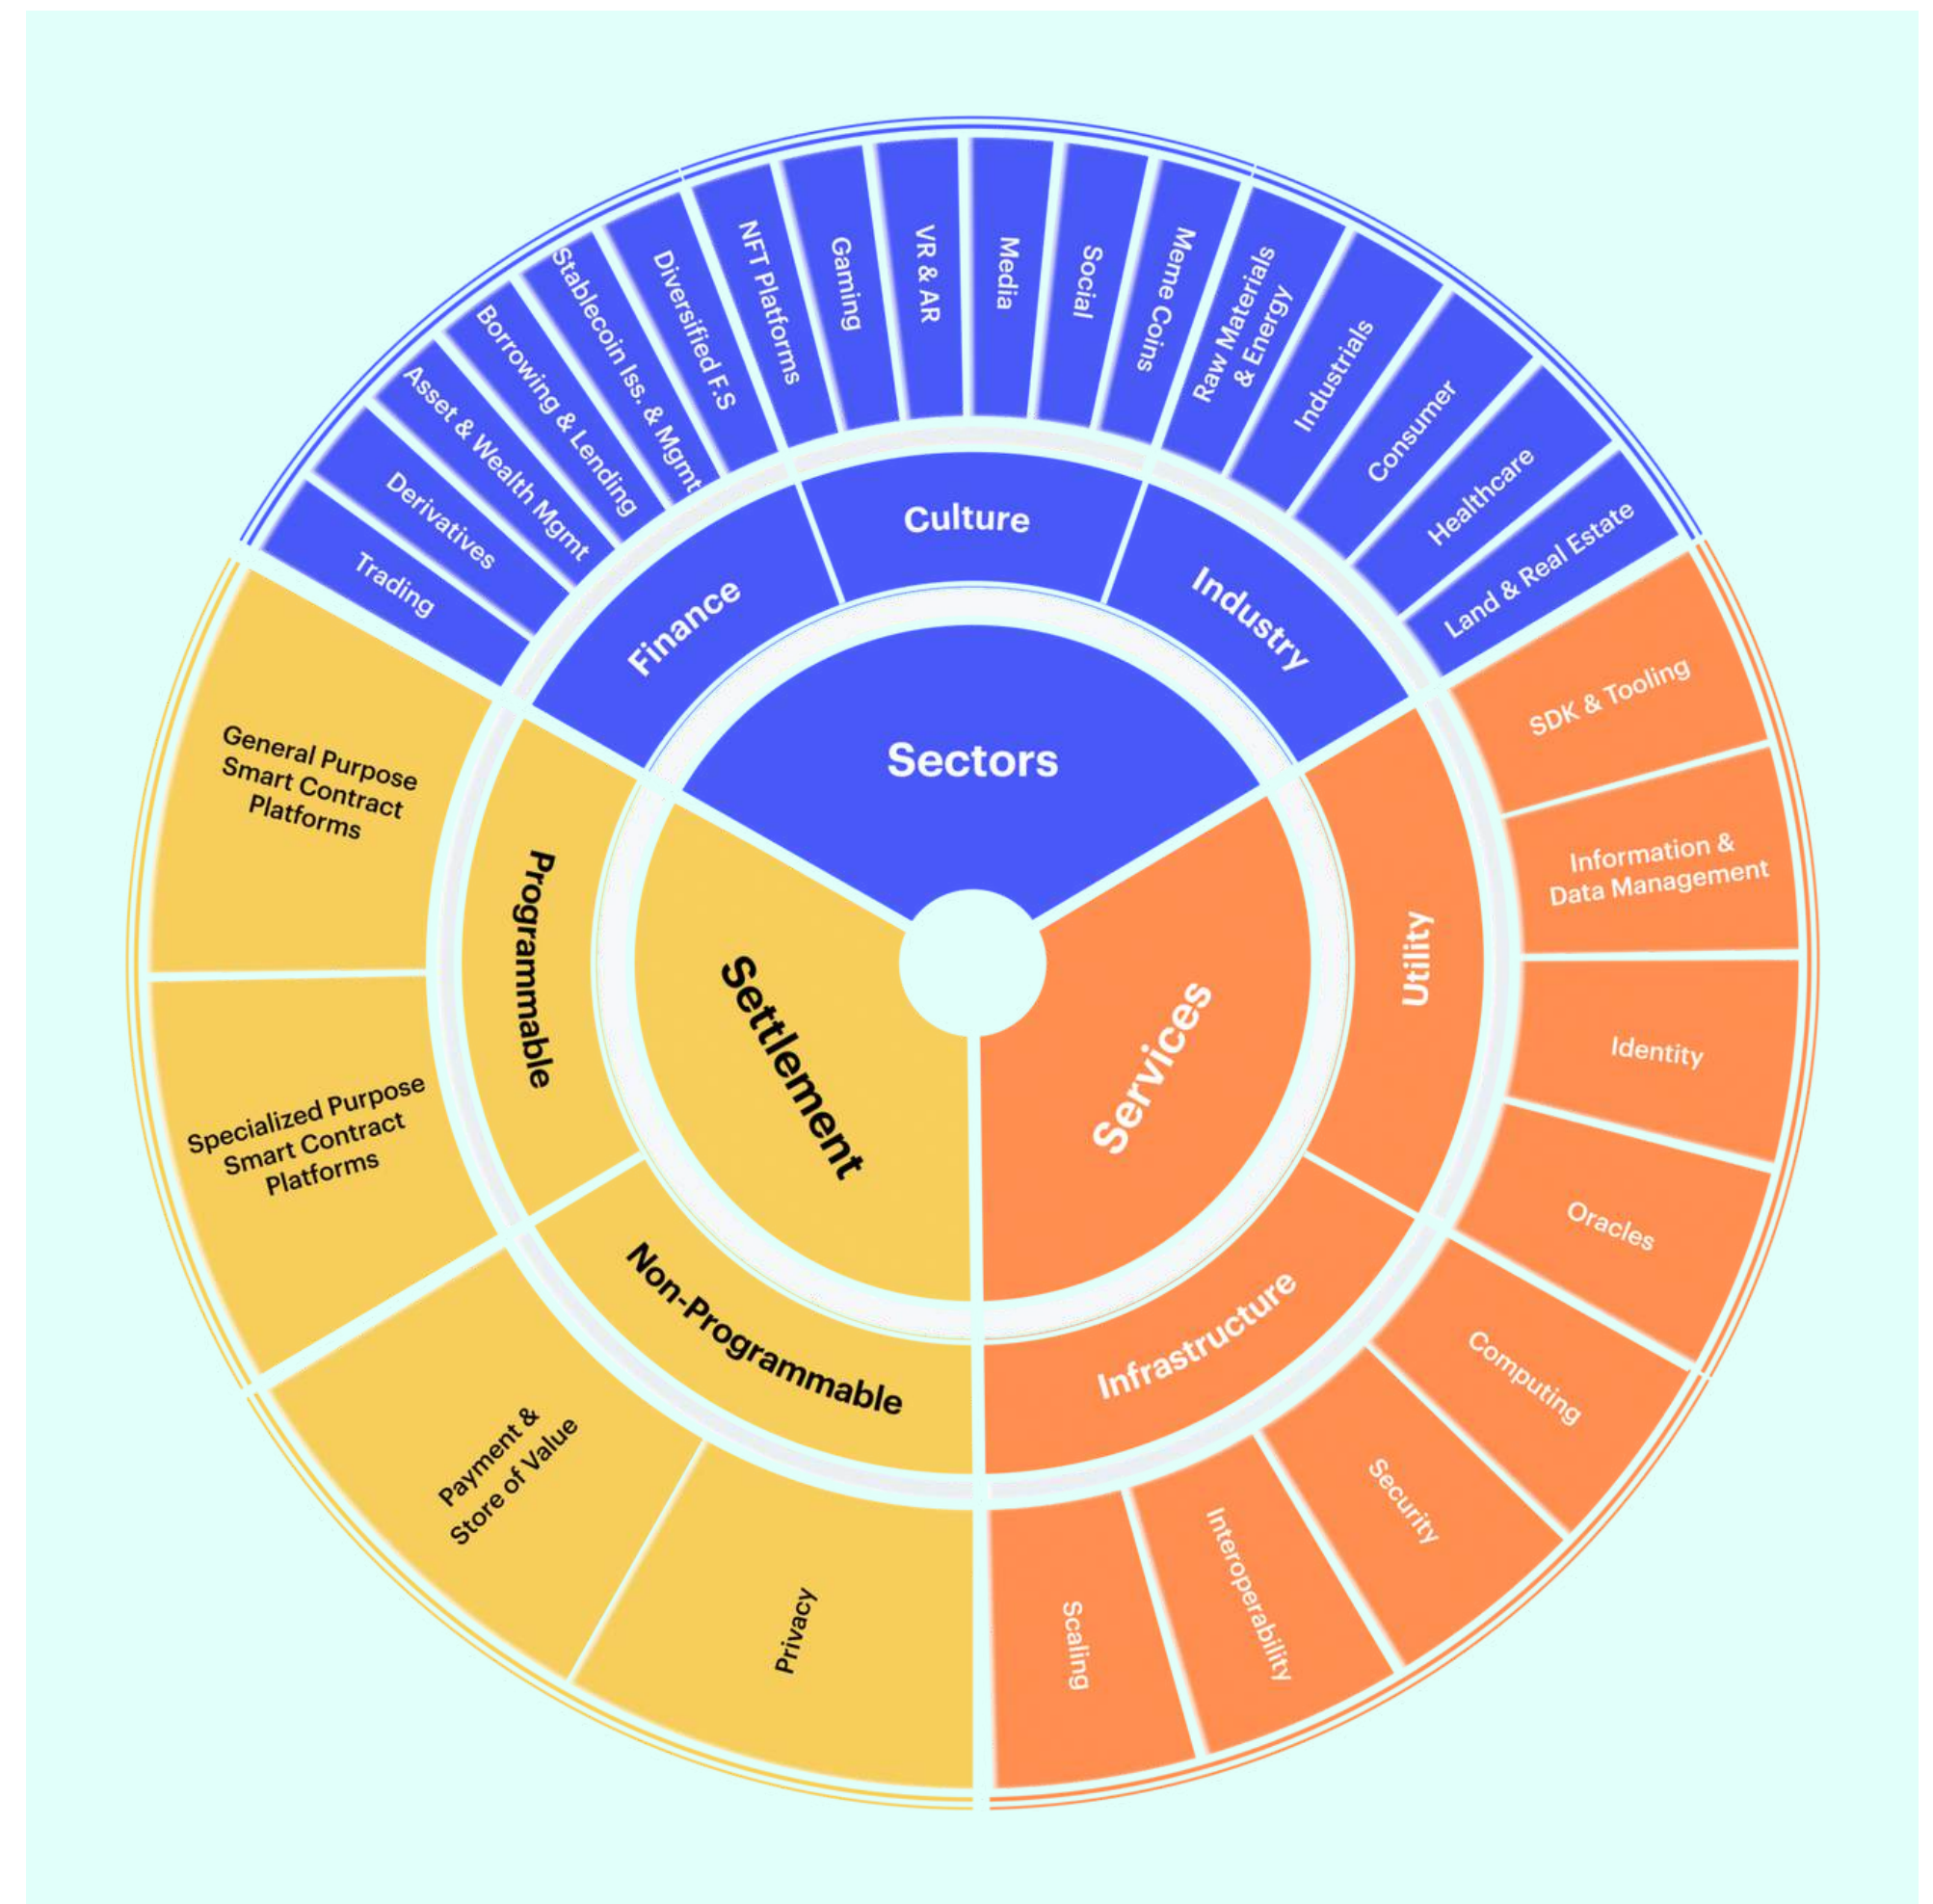 Sectors
Finance
Culture
Industry
Trading
Derivatives
Asset & Wealth Mgmt
Borrowing & Lending
Stablecoin Iss. & Mgmt
Diversified F.S
NFT Platforms
Gaming
VR & AR
Media
Social
Meme Coins
Raw Materials
& Energy
Industrials
Consumer
Healthcare
Land & Real Estate
Services
Utility
SDK & Tooling
Information &
Data Management
Identity
Oracles
Infrastructure
Computing
Security
Interoperability
Scaling
Settlement
Non-Programmable
Privacy
Payment &
Store of Value
Programmable
Specialized Purpose
Smart Contract
Platforms
General Purpose
Smart Contract
Platforms